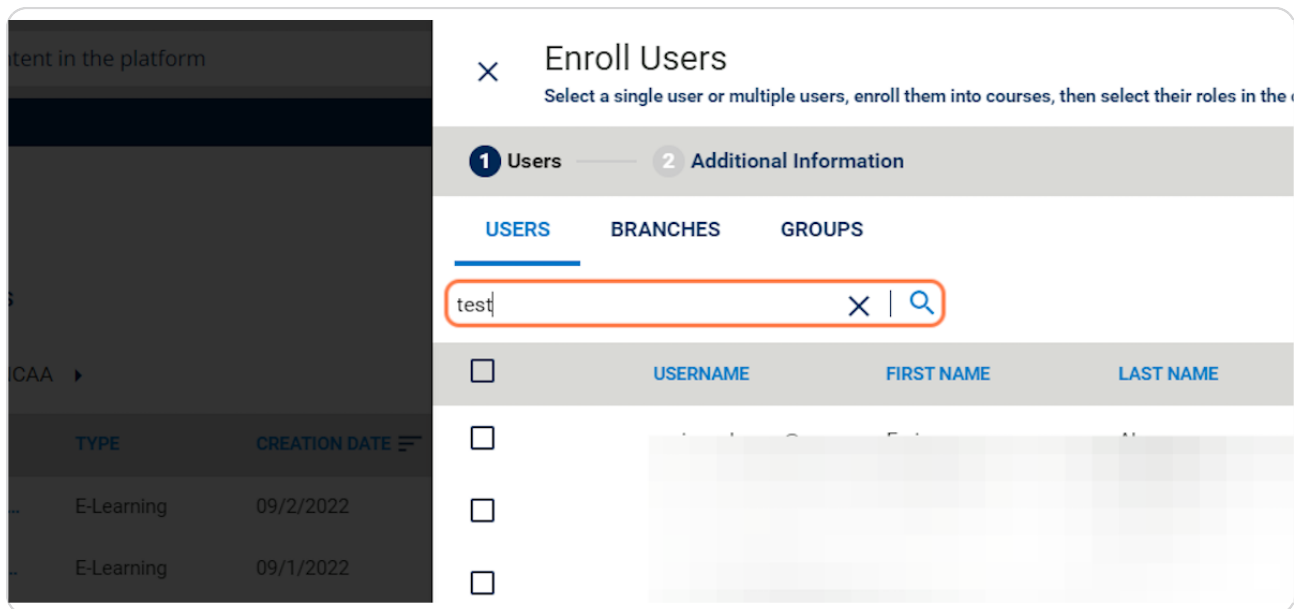 tent in the platform
Enroll Users
Select a single user or multiple users, enroll them into courses, then select their roles in the
1 Users
2 Additional Information
USERS BRANCHES GROUPS
test
USERNAME FIRST NAME LAST NAME
ICAA
TYPE CREATION DATE
... E-Learning 09/2/2022
E-Learning 09/1/2022